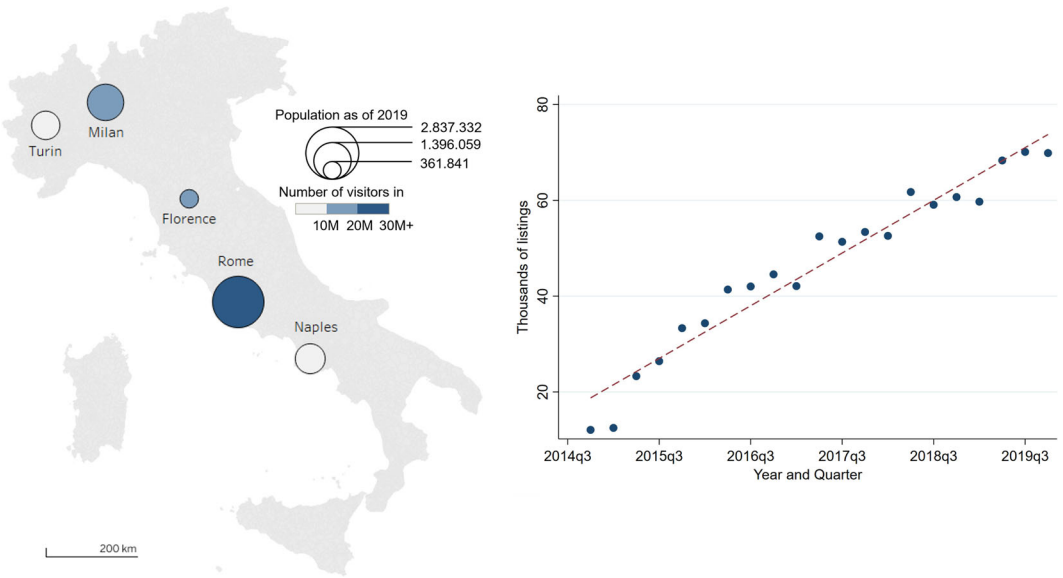 Milan
Turin
Florence
Rome
Naples
Population as of 2019
2.837.332
1.396.059
361.841
Number of visitors in
10M 20M 30M+
200 km
Thousands of listings
80
60
40
20
2014q3 2015q3 2016q3 2017q3 2018q3 2019q3
Year and Quarter